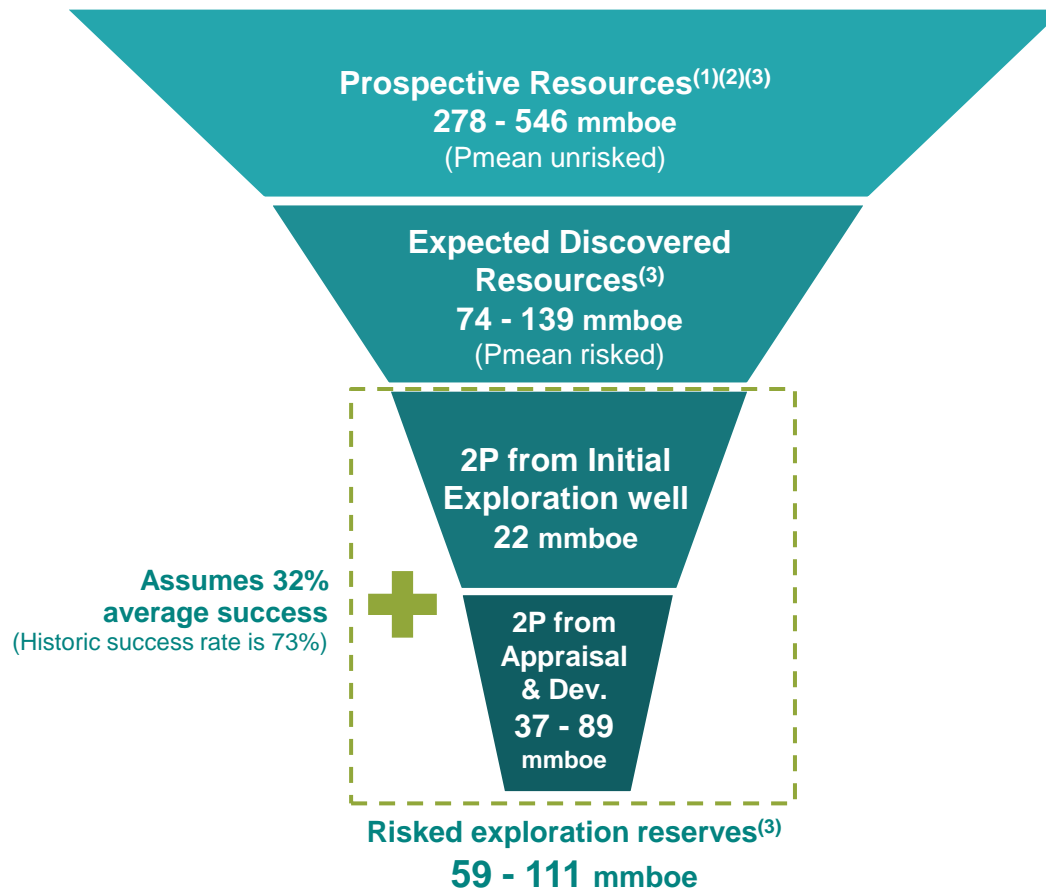 Prospective Resources(1)(2)(3)
278 - 546 mmboe
(Pmean unrisked)
Expected Discovered
Resources(3)
74 - 139 mmboe
(Pmean risked)
2P from Initial
Exploration well
22 mmboe
Assumes 32%
average success
(Historic success rate is 73%)
2P from
Appraisal
& Dev.
37 - 89
mmboe
Risked exploration reserves(3)
59 - 111 mmboe